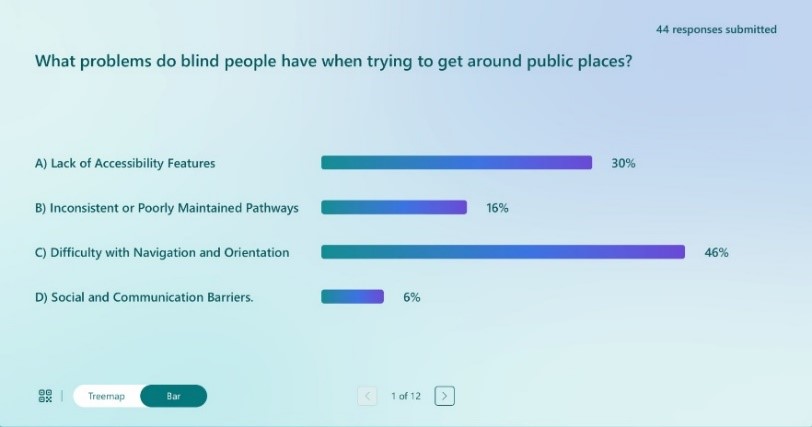 44 responses submitted
What problems do blind people have when trying to get around public places?
A) Lack of Accessibility Features 30%
B) Inconsistent or Poorly Maintained Pathways 16%
C) Difficulty with Navigation and Orientation 46%
D) Social and Communication Barriers. 6%
Treemap Bar 1 of 12